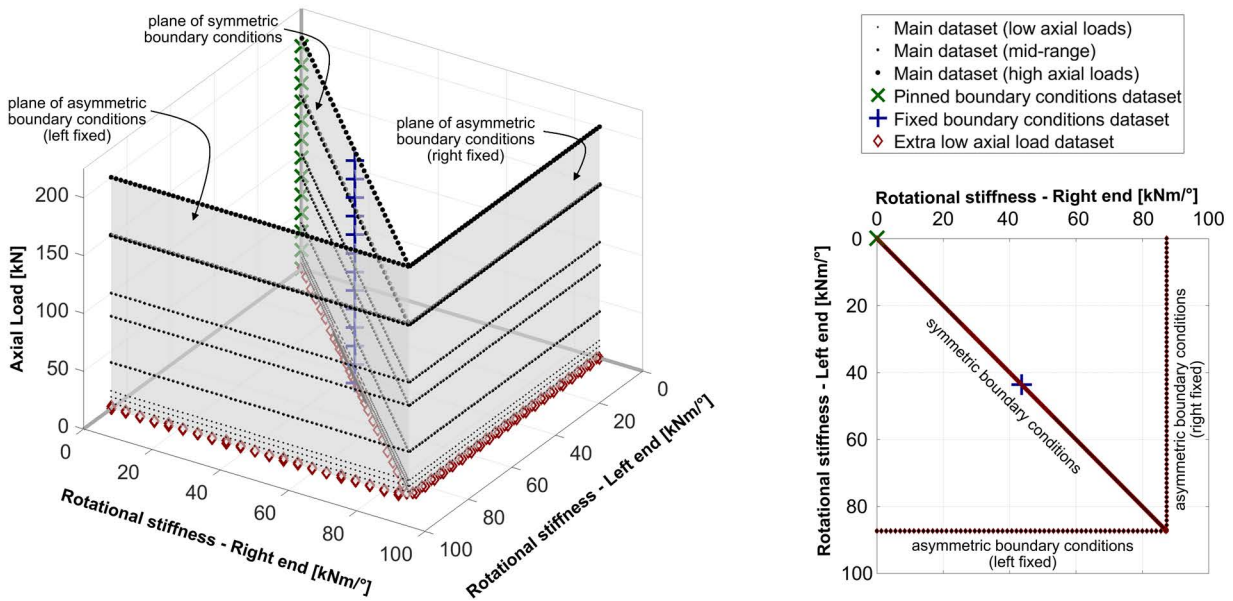 plane of symmetric
boundary conditions
plane of asymmetric
boundary conditions
(left fixed)
plane of asymmetric
boundary conditions
(right fixed)
Axial Load [kN]
200
150
100
50
0
0
20
40
60
80
100
Rotational stiffness - Right end [kNm/°]
0
20
40
60
80
100
Rotational stiffness - Left end [kNm/°]
Main dataset (low axial loads)
Main dataset (mid-range)
Main dataset (high axial loads)
Pinned boundary conditions dataset
Fixed boundary conditions dataset
Extra low axial load dataset
Rotational stiffness - Right end [kNm/°]
0 20 40 60 80 100
Rotational stiffness - Left end [kNm/°]
0
20
40
60
80
100
symmetric boundary conditions
asymmetric boundary conditions
(right fixed)
asymmetric boundary conditions
(left fixed)